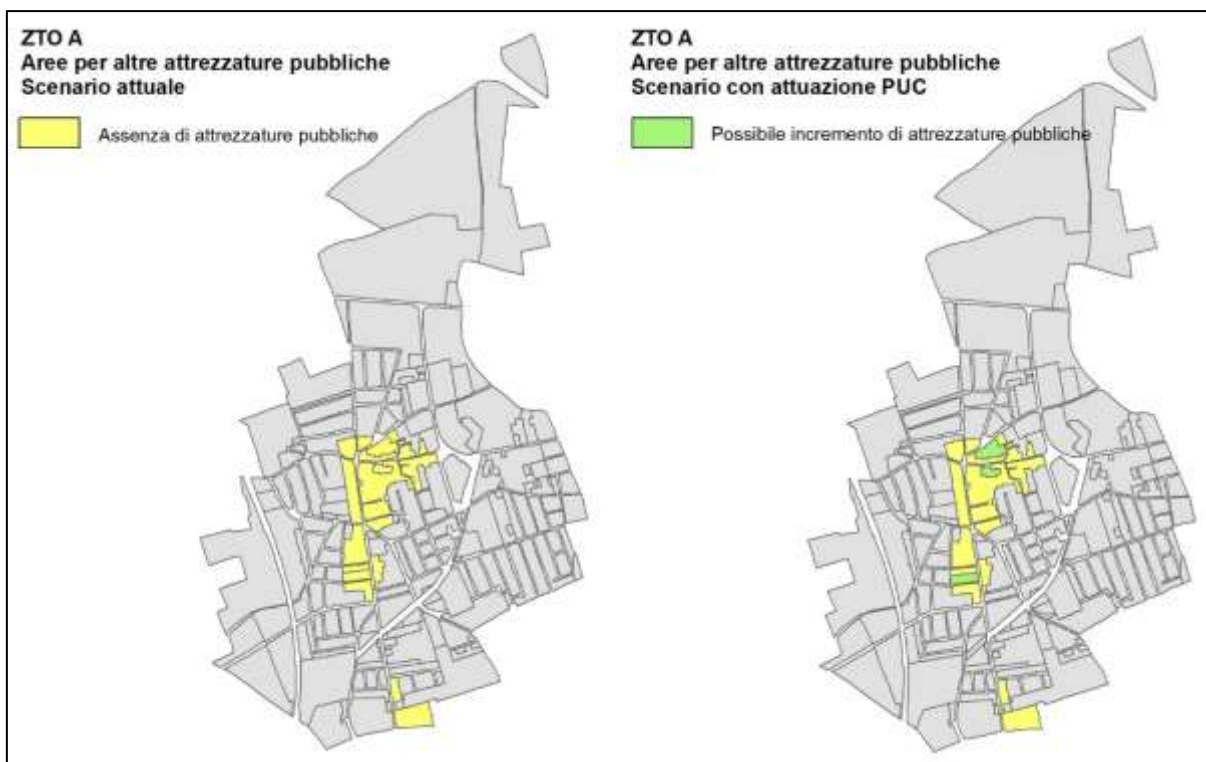 ZTO A
Aree per altre attrezzature pubbliche
Scenario attuale
Assenza di attrezzature pubbliche
ZTO A
Aree per altre attrezzature pubbliche
Scenario con attuazione PUC
Possibile incremento di attrezzature pubbliche